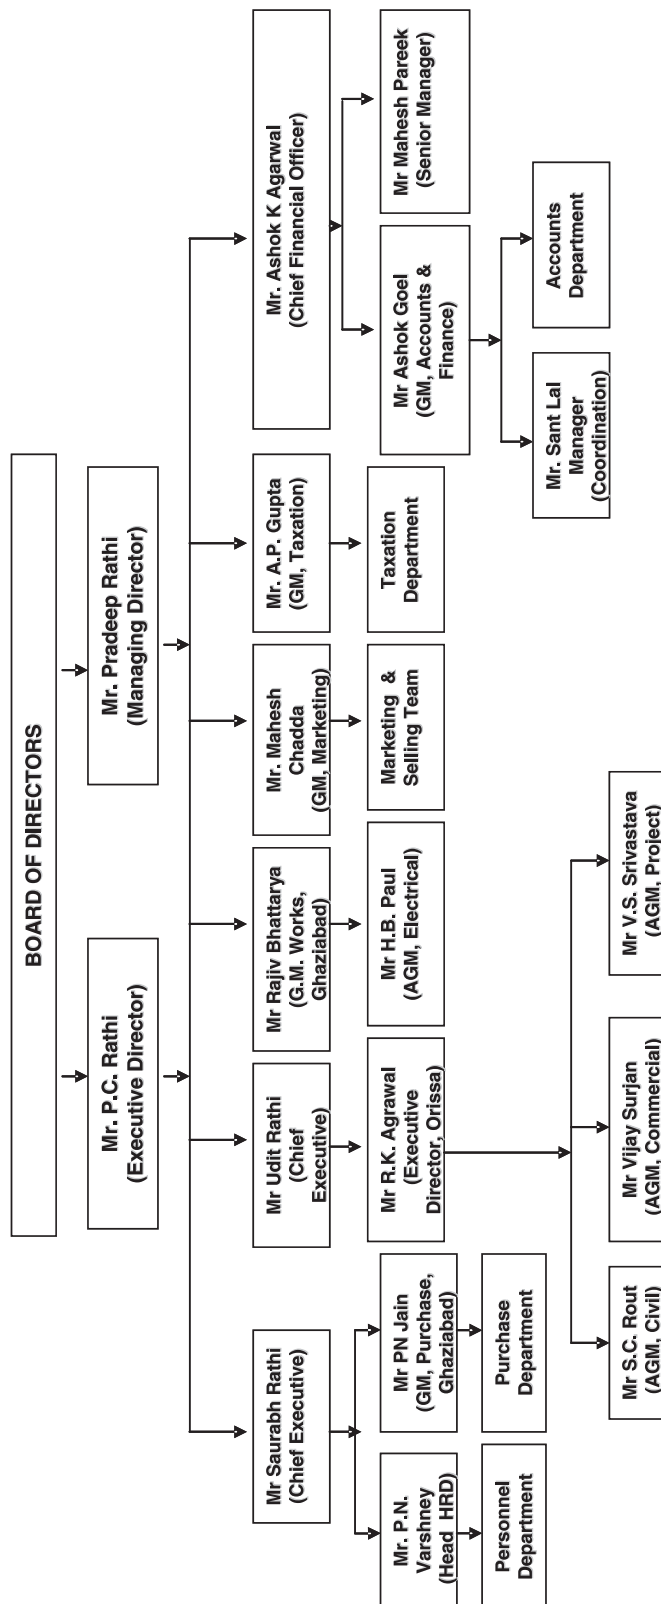 BOARD OF DIRECTORS
Mr. P.C. Rathi
(Executive Director)
Mr. Pradeep Rathi
(Managing Director)
Mr Saurabh Rathi
(Chief Executive)
Mr Udit Rathi
(Chief
Executive)
Mr Rajiv Bhattarya
(G.M. Works,
Ghaziabad)
Mr. Mahesh
Chadda
(GM, Marketing)
Mr. A.P. Gupta
(GM, Taxation)
Mr. Ashok K Agarwal
(Chief Financial Officer)
Mr. P.N.
Varshney
(Head HRD)
Mr PN Jain
(GM, Purchase,
Ghaziabad)
Mr R.K. Agrawal
(Executive
Director, Orissa)
Mr H.B. Paul
(AGM, Electrical)
Marketing &
Selling Team
Taxation
Department
Mr Ashok Goel
(GM, Accounts &
Finance)
Mr Mahesh Pareek
(Senior Manager)
Personnel
Department
Purchase
Department
Mr. Sant Lal
Manager
(Coordination)
Accounts
Department
Mr S.C. Rout
(AGM, Civil)
Mr Vijay Surjan
(AGM, Commercial)
Mr V.S. Srivastava
(AGM, Project)